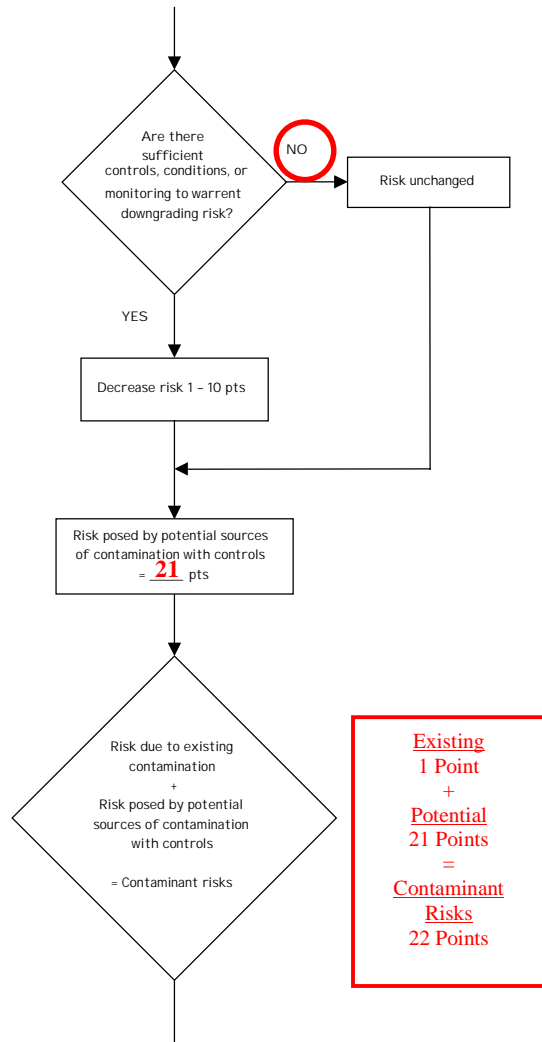 Are there
sufficient
controls, conditions, or
monitoring to warrent
downgrading risk?
NO
Risk unchanged
YES
Decrease risk 1 – 10 pts
Risk posed by potential sources
of contamination with controls
= 21 pts
Risk due to existing
contamination
+
Risk posed by potential
sources of contamination
with controls
= Contaminant risks
Existing
1 Point
+
Potential
21 Points
=
Contaminant
Risks
22 Points